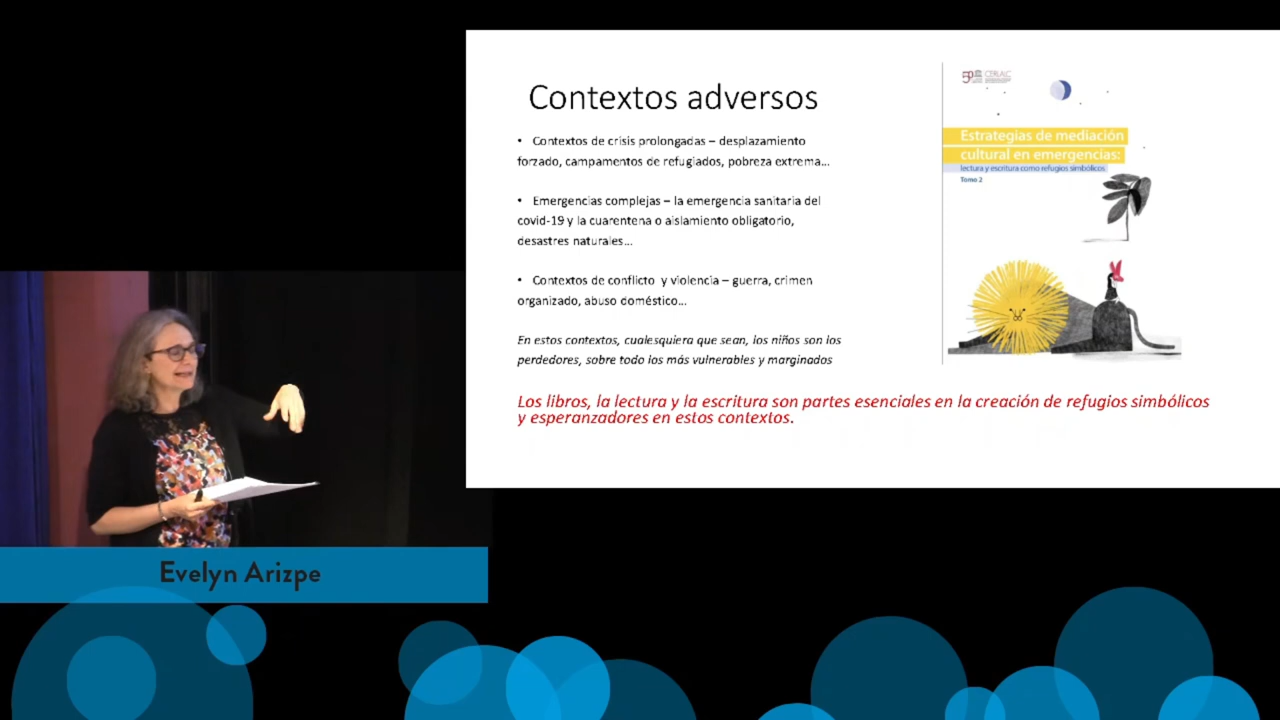 Contextos adversos
• Contextos de crisis prolongadas – desplazamiento
forzado, campamentos de refugiados, pobreza extrema...
• Emergencias complejas – la emergencia sanitaria del
covid-19 y la cuarentena o aislamiento obligatorio,
desastres naturales...
• Contextos de conflicto y violencia – guerra, crimen
organizado, abuso doméstico...
En estos contextos, cualesquiera que sean, los niños son los
perdedores, sobre todo los más vulnerables y marginados
Los libros, la lectura y la escritura son partes esenciales en la creación de refugios simbólicos
y esperanzadores en estos contextos.
CERLALC
Estrategias de mediación
cultural en emergencias:
lectura y escritura como refugios simbólicos
Tomo 2
Evelyn Arizpe